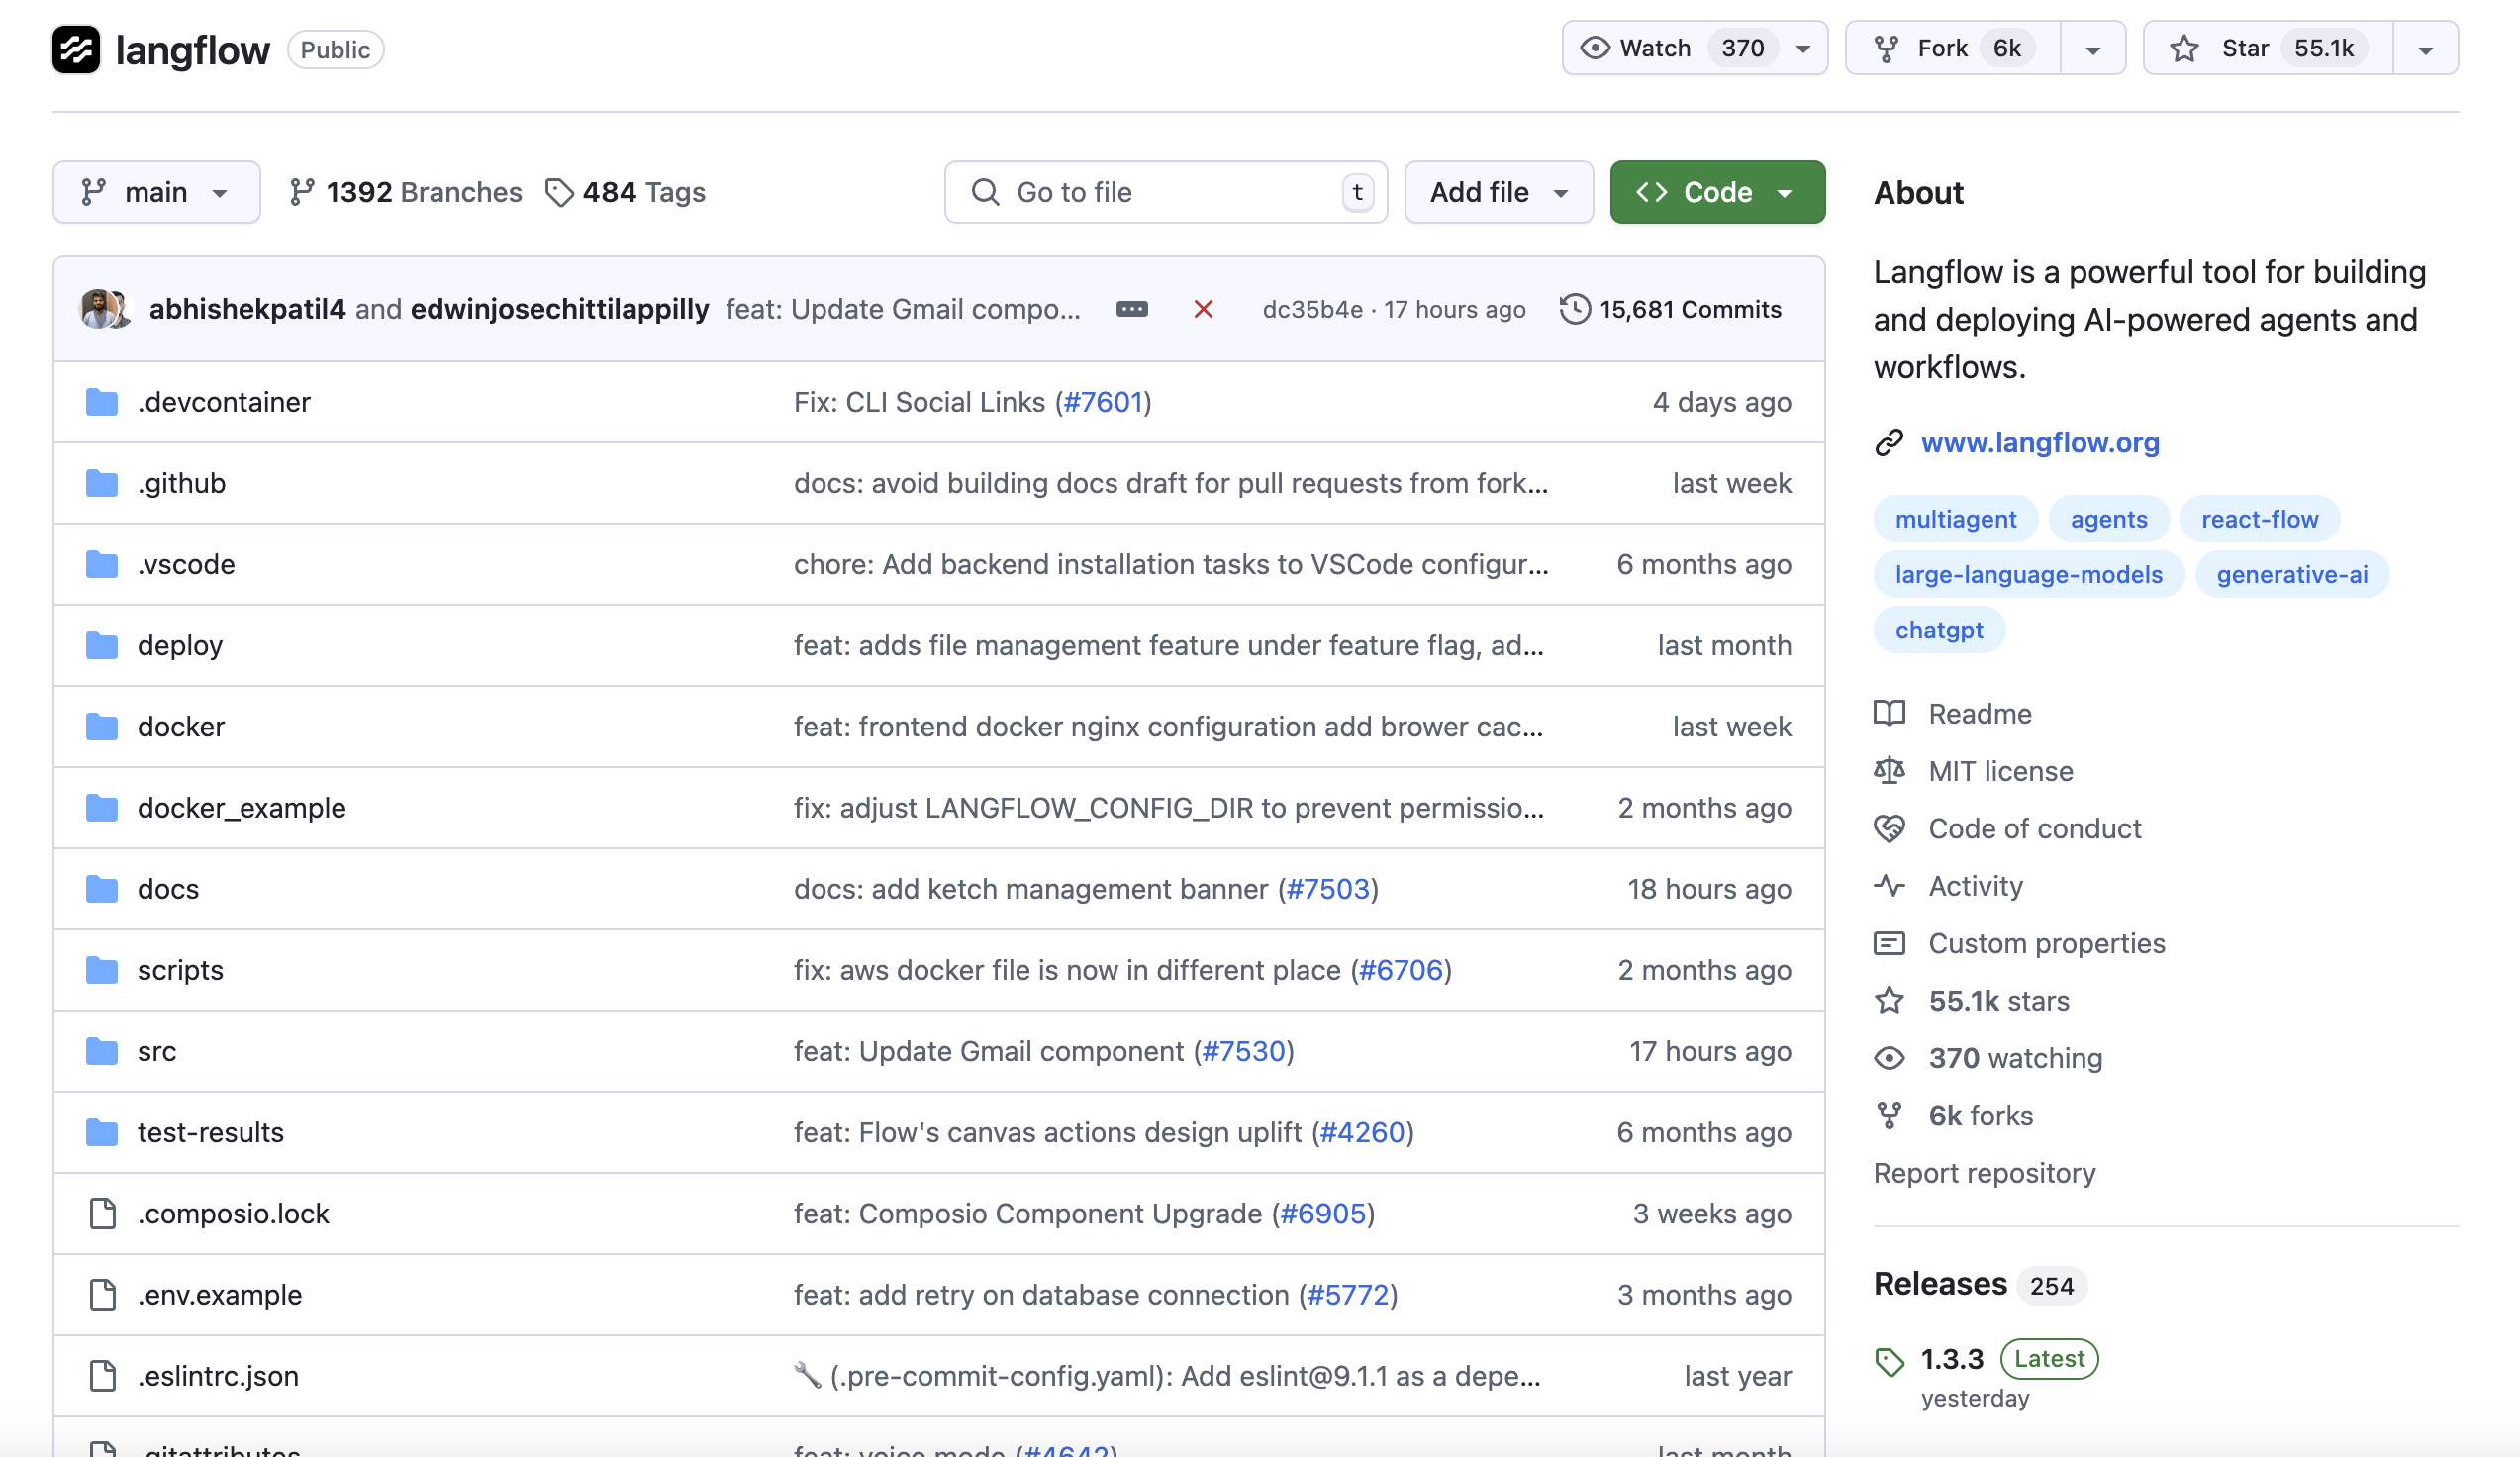 langflow Public Watch 370 Fork 6k Star 55.1k
main 1392 Branches 484 Tags Go to file t Add file Code
abhishekpatil4 and edwinjosechittilappilly feat: Update Gmail compo... dc35b4e · 17 hours ago 15,681 Commits
.devcontainer Fix: CLI Social Links (#7601) 4 days ago
.github docs: avoid building docs draft for pull requests from fork... last week
.vscode chore: Add backend installation tasks to VSCode configur... 6 months ago
deploy feat: adds file management feature under feature flag, ad... last month
docker feat: frontend docker nginx configuration add brower cac... last week
docker_example fix: adjust LANGFLOW_CONFIG_DIR to prevent permissio... 2 months ago
docs docs: add ketch management banner (#7503) 18 hours ago
scripts fix: aws docker file is now in different place (#6706) 2 months ago
src feat: Update Gmail component (#7530) 17 hours ago
test-results feat: Flow's canvas actions design uplift (#4260) 6 months ago
.composio.lock feat: Composio Component Upgrade (#6905) 3 weeks ago
.env.example feat: add retry on database connection (#5772) 3 months ago
.eslintrc.json 🔧 (.pre-commit-config.yaml): Add eslint@9.1.1 as a depe... last year
.gitattributes feat: voice mode (#4642) last month
About
Langflow is a powerful tool for building
and deploying AI-powered agents and
workflows.
www.langflow.org
multiagent agents react-flow
large-language-models generative-ai
chatgpt
Readme
MIT license
Code of conduct
Activity
Custom properties
55.1k stars
370 watching
6k forks
Report repository
Releases 254
1.3.3 Latest
yesterday